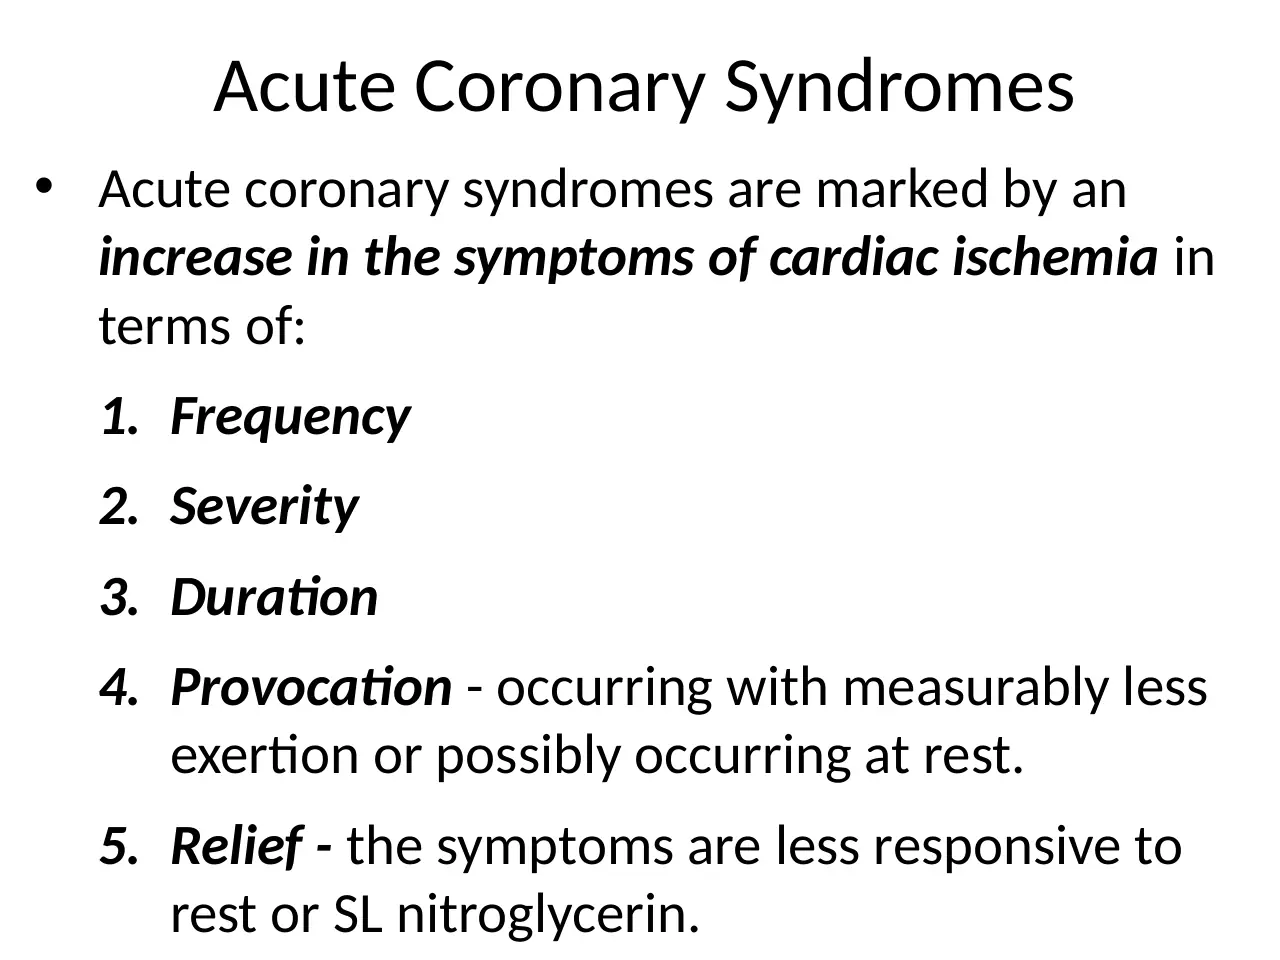 Acute Coronary Syndromes
• Acute coronary syndromes are marked by an
increase in the symptoms of cardiac ischemia in
terms of:
1. Frequency
2. Severity
3. Duration
4. Provocation - occurring with measurably less
exertion or possibly occurring at rest.
5. Relief - the symptoms are less responsive to
rest or SL nitroglycerin.